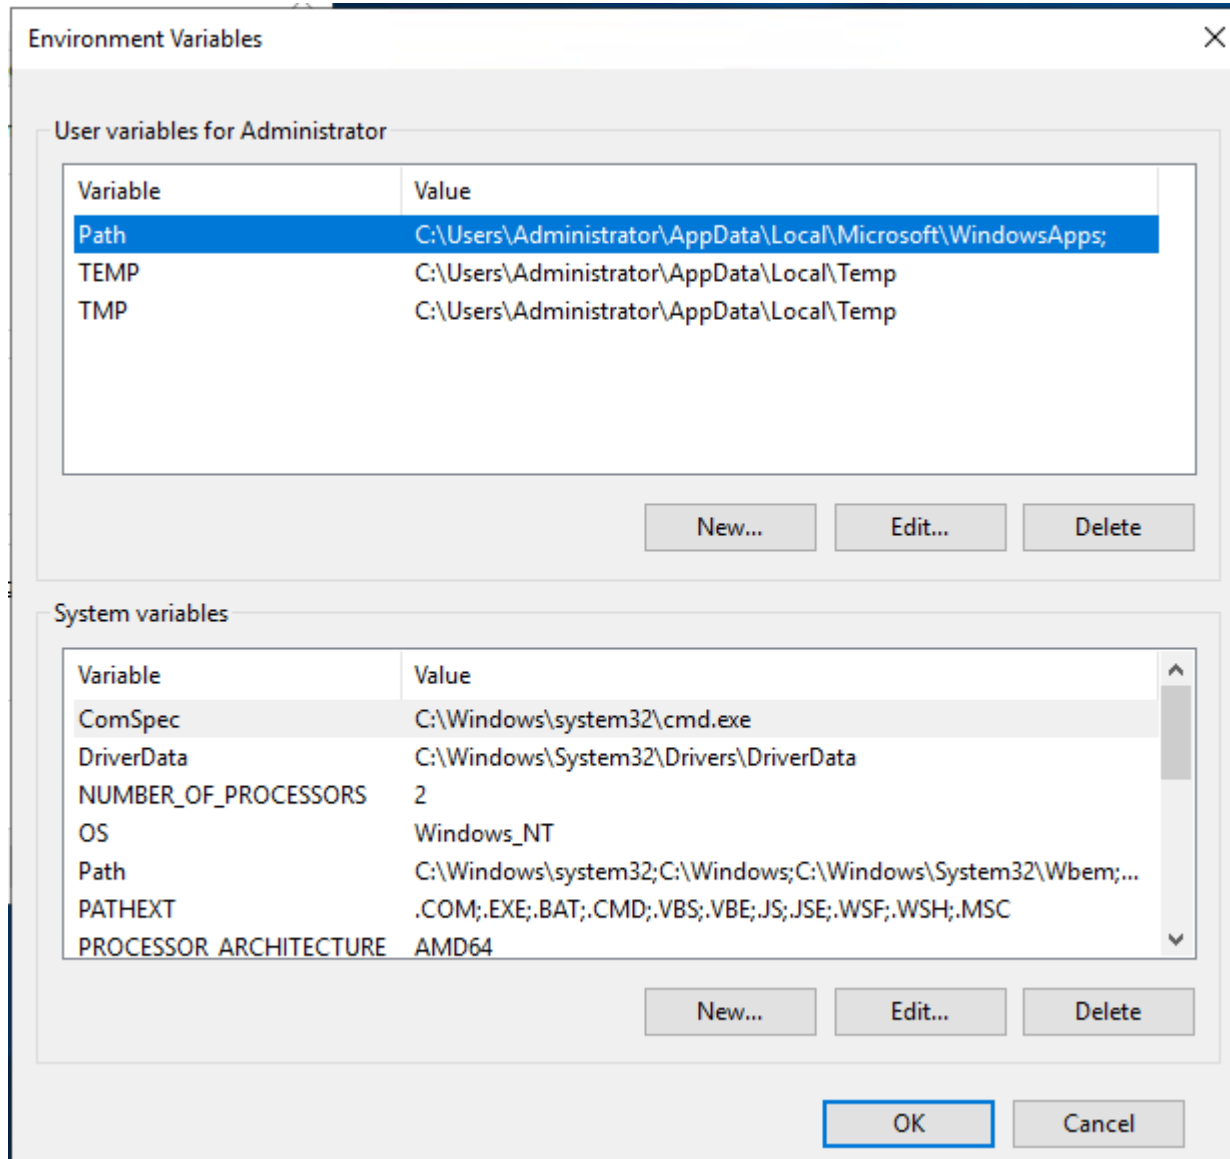 Environment Variables
User variables for Administrator
Variable Value
Path C:\Users\Administrator\AppData\Local\Microsoft\WindowsApps;
TEMP C:\Users\Administrator\AppData\Local\Temp
TMP C:\Users\Administrator\AppData\Local\Temp
New... Edit... Delete
System variables
Variable Value
ComSpec C:\Windows\system32\cmd.exe
DriverData C:\Windows\System32\Drivers\DriverData
NUMBER_OF_PROCESSORS 2
OS Windows_NT
Path C:\Windows\system32;C:\Windows;C:\Windows\System32\Wbem;...
PATHEXT .COM;.EXE;.BAT;.CMD;.VBS;.VBE;.JS;.JSE;.WSF;.WSH;.MSC
PROCESSOR_ARCHITECTURE AMD64
New... Edit... Delete
OK Cancel